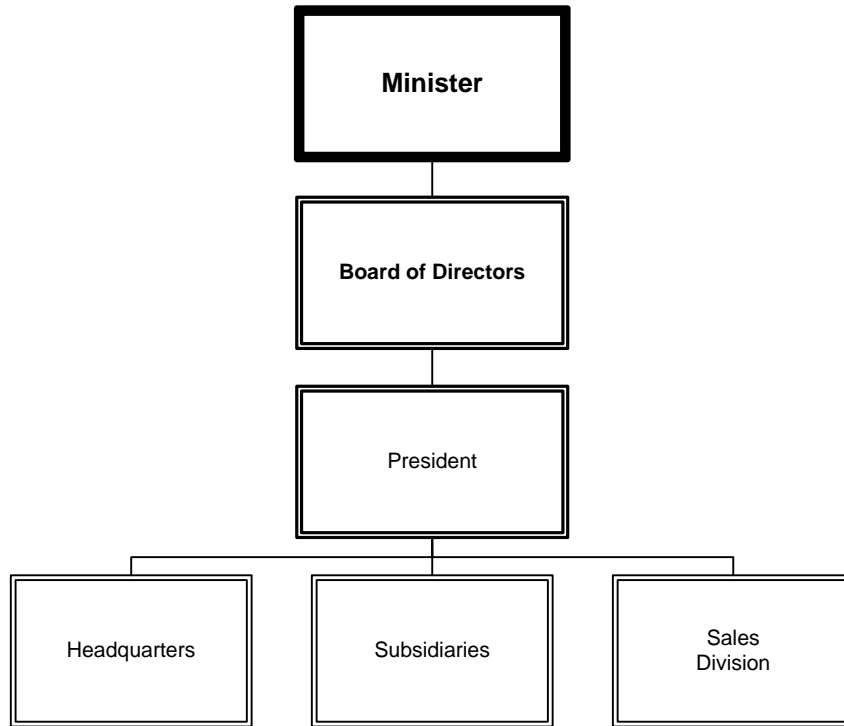 Minister
Board of Directors
President
Headquarters
Subsidiaries
Sales
Division